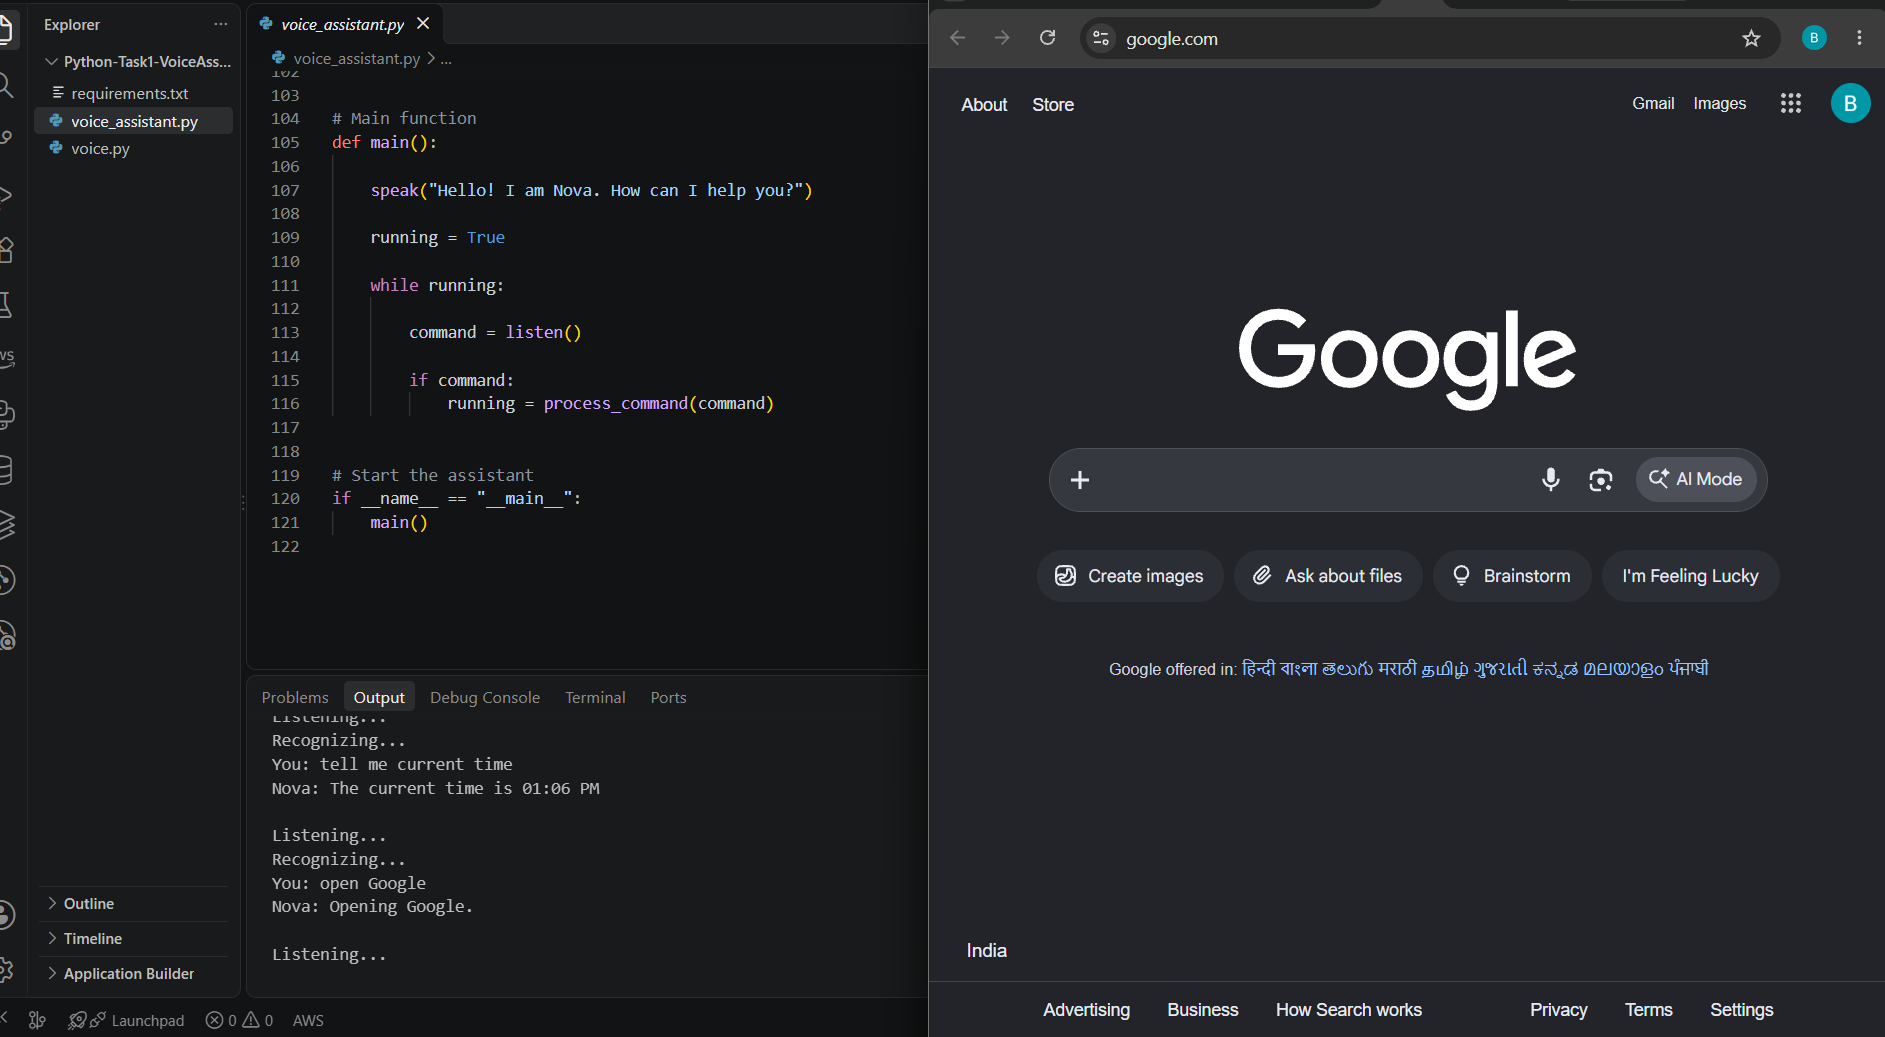 Explorer
Python-Task1-VoiceAss...
requirements.txt
voice_assistant.py
voice.py
Outline
Timeline
Application Builder
voice_assistant.py
voice_assistant.py > ...
102
103
104 # Main function
105 def main():
106
107 speak("Hello! I am Nova. How can I help you?")
108
109 running = True
110
111 while running:
112
113 command = listen()
114
115 if command:
116 running = process_command(command)
117
118
119 # Start the assistant
120 if __name__ == "__main__":
121 main()
122
Problems Output Debug Console Terminal Ports
Listening...
Recognizing...
You: tell me current time
Nova: The current time is 01:06 PM
Listening...
Recognizing...
You: open Google
Nova: Opening Google.
Listening...
Launchpad 0 0 AWS
google.com B
About Store Gmail Images B
Google
AI Mode
Create images Ask about files Brainstorm I'm Feeling Lucky
Google offered in: हिन्दी বাংলা తెలుగు मराठी தமிழ் ગુજરાતી ಕನ್ನಡ മലയാളം ਪੰਜਾਬੀ
India
Advertising Business How Search works Privacy Terms Settings